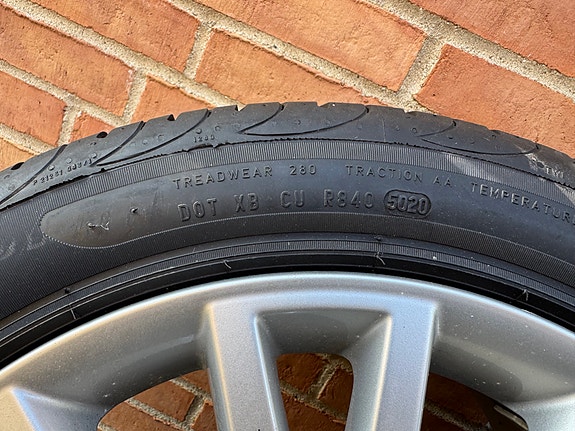 TREADWEAR 280 TRACTION AA TEMPERATURE
DOT XB CU R840 5020